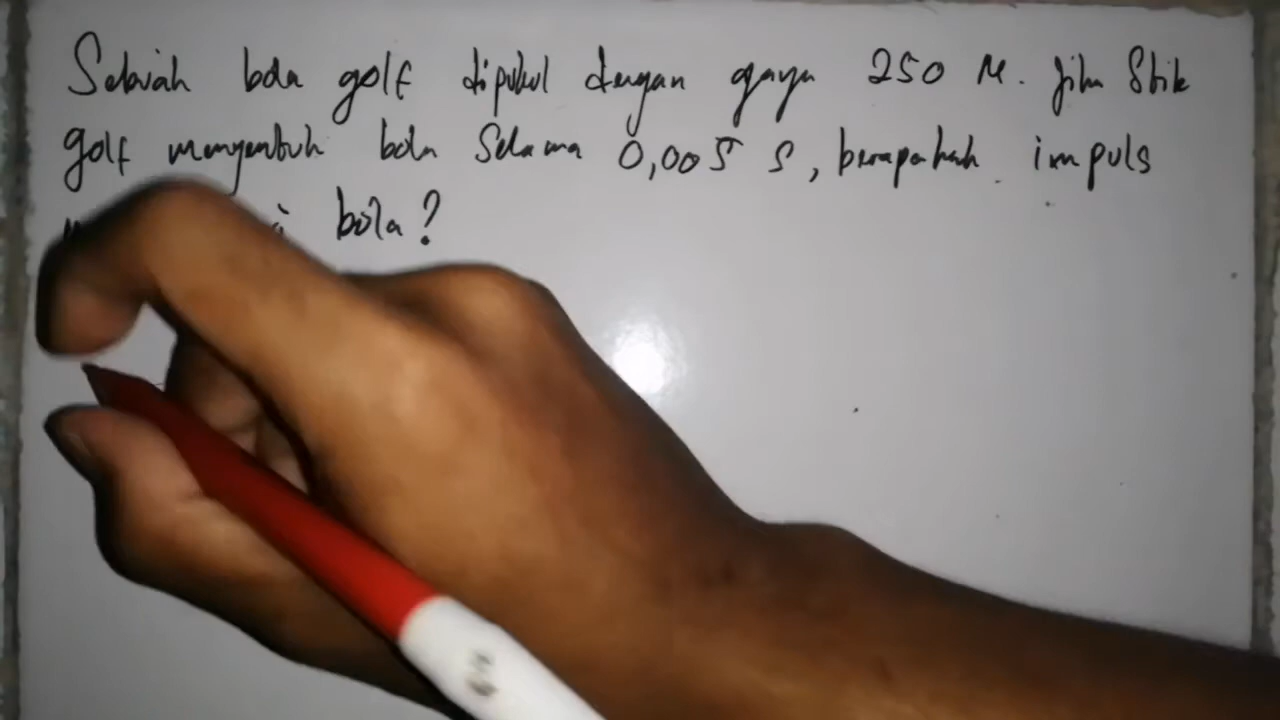 Sebuah bola golf dipukul dengan gaya 250 N. Jika Stik
golf menyentuh bola Selama 0,005 S, berapakah impuls
bola?